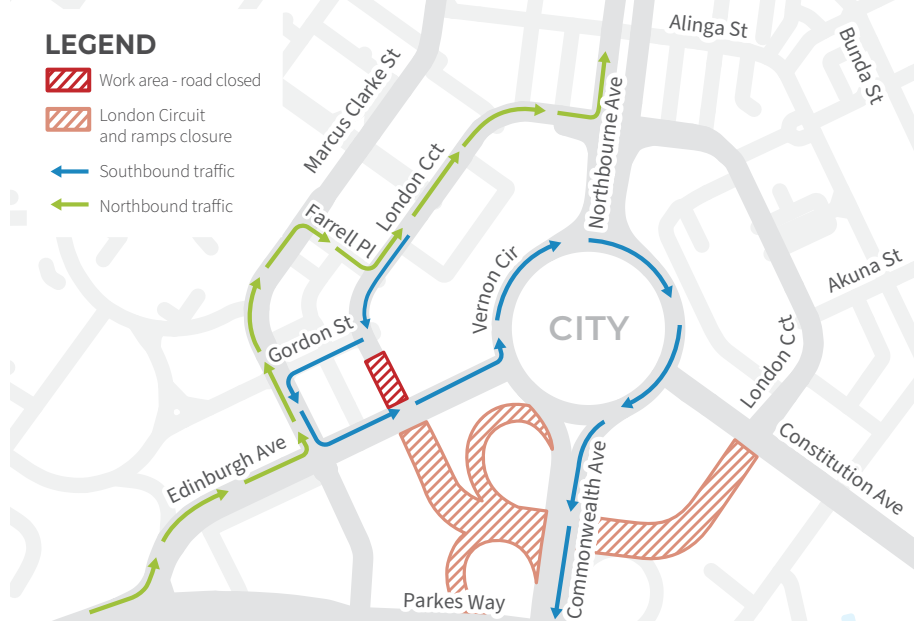 LEGEND
Work area - road closed
London Circuit
and ramps closure
Southbound traffic
Northbound traffic
Alinga St
Bunda St
Marcus Clarke St
Northbourne Ave
London Cct
Farrell Pl
Vernon Cir
Akuna St
CITY
Gordon St
London Cct
Edinburgh Ave
Constitution Ave
Commonwealth Ave
Parkes Way